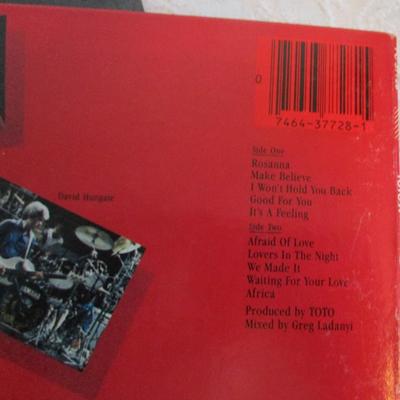 0
7464-37728-1
Side One
Rosanna
Make Believe
I Won't Hold You Back
Good For You
It's A Feeling
Side Two
Afraid Of Love
Lovers In The Night
We Made It
Waiting For Your Love
Africa
Produced by TOTO
Mixed by Greg Ladanyi
David Hungate